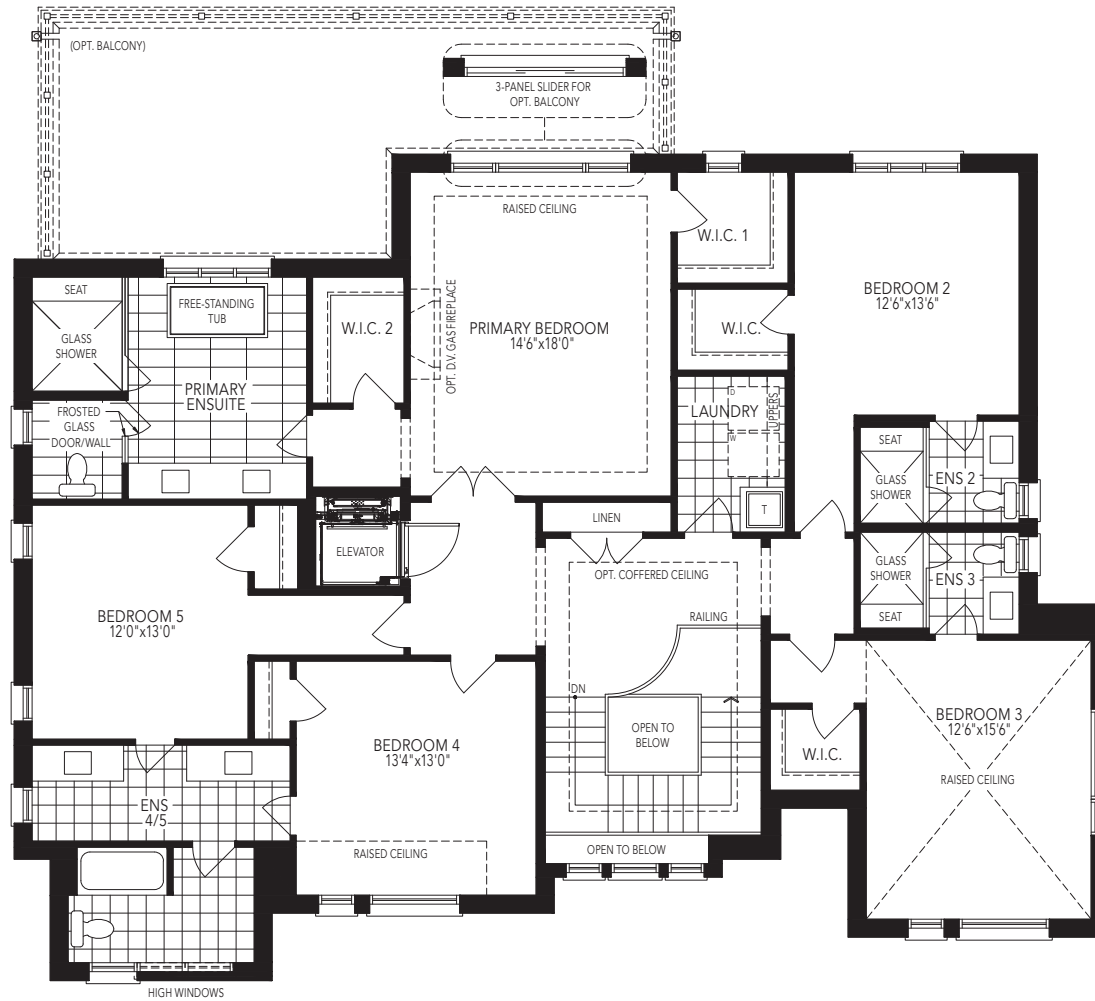 (OPT. BALCONY)
3-PANEL SLIDER FOR
OPT. BALCONY
RAISED CEILING
W.I.C. 1
SEAT
FREE-STANDING
TUB
GLASS
SHOWER
W.I.C. 2
OPT. D.V. GAS FIREPLACE
PRIMARY BEDROOM
14'6"x18'0"
W.I.C.
BEDROOM 2
12'6"x13'6"
PRIMARY
ENSUITE
FROSTED
GLASS
DOOR/WALL
LAUNDRY
D
W
UPPERS
T
SEAT
GLASS
SHOWER
ENS 2
LINEN
ELEVATOR
OPT. COFFERED CEILING
GLASS
SHOWER
SEAT
ENS 3
BEDROOM 5
12'0"x13'0"
RAILING
DN
OPEN TO
BELOW
BEDROOM 3
12'6"x15'6"
RAISED CEILING
W.I.C.
BEDROOM 4
13'4"x13'0"
ENS
4/5
RAISED CEILING
OPEN TO BELOW
HIGH WINDOWS